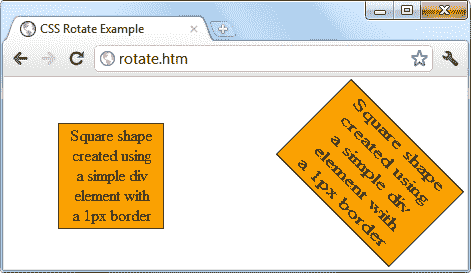 CSS Rotate Example
rotate.htm
Square shape
created using
a simple div
element with
a 1px border
Square shape
created using
a simple div
element with
a 1px border